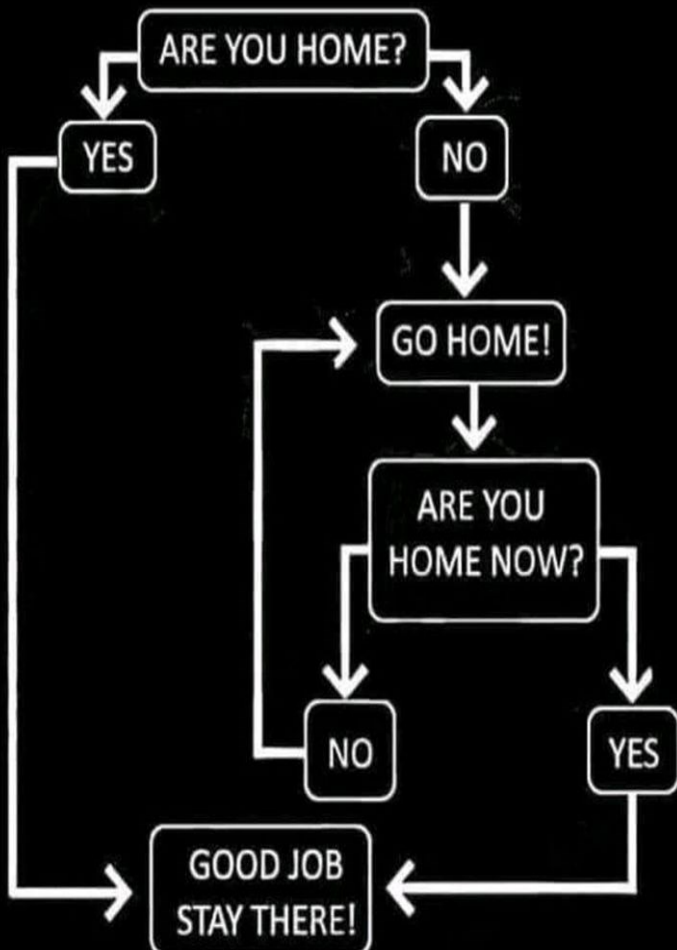 ARE YOU HOME?
YES
NO
GO HOME!
ARE YOU
HOME NOW?
NO
YES
GOOD JOB
STAY THERE!